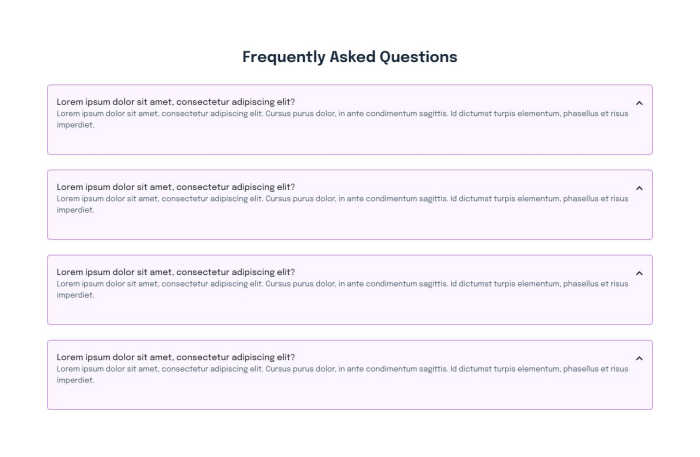 Frequently Asked Questions
Lorem ipsum dolor sit amet, consectetur adipiscing elit?
Lorem ipsum dolor sit amet, consectetur adipiscing elit. Cursus purus dolor, in ante condimentum sagittis. Id dictumst turpis elementum, phasellus et risus
imperdiet.
Lorem ipsum dolor sit amet, consectetur adipiscing elit?
Lorem ipsum dolor sit amet, consectetur adipiscing elit. Cursus purus dolor, in ante condimentum sagittis. Id dictumst turpis elementum, phasellus et risus
imperdiet.
Lorem ipsum dolor sit amet, consectetur adipiscing elit?
Lorem ipsum dolor sit amet, consectetur adipiscing elit. Cursus purus dolor, in ante condimentum sagittis. Id dictumst turpis elementum, phasellus et risus
imperdiet.
Lorem ipsum dolor sit amet, consectetur adipiscing elit?
Lorem ipsum dolor sit amet, consectetur adipiscing elit. Cursus purus dolor, in ante condimentum sagittis. Id dictumst turpis elementum, phasellus et risus
imperdiet.